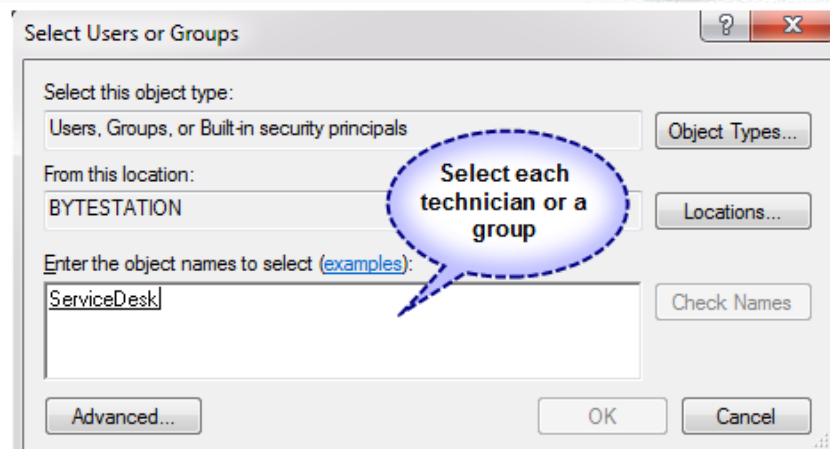 Select Users or Groups
Select this object type:
Users, Groups, or Built-in security principals
Object Types...
From this location:
BYTESTATION
Locations...
Select each
technician or a
group
Enter the object names to select (examples):
ServiceDesk
Check Names
Advanced...
OK
Cancel